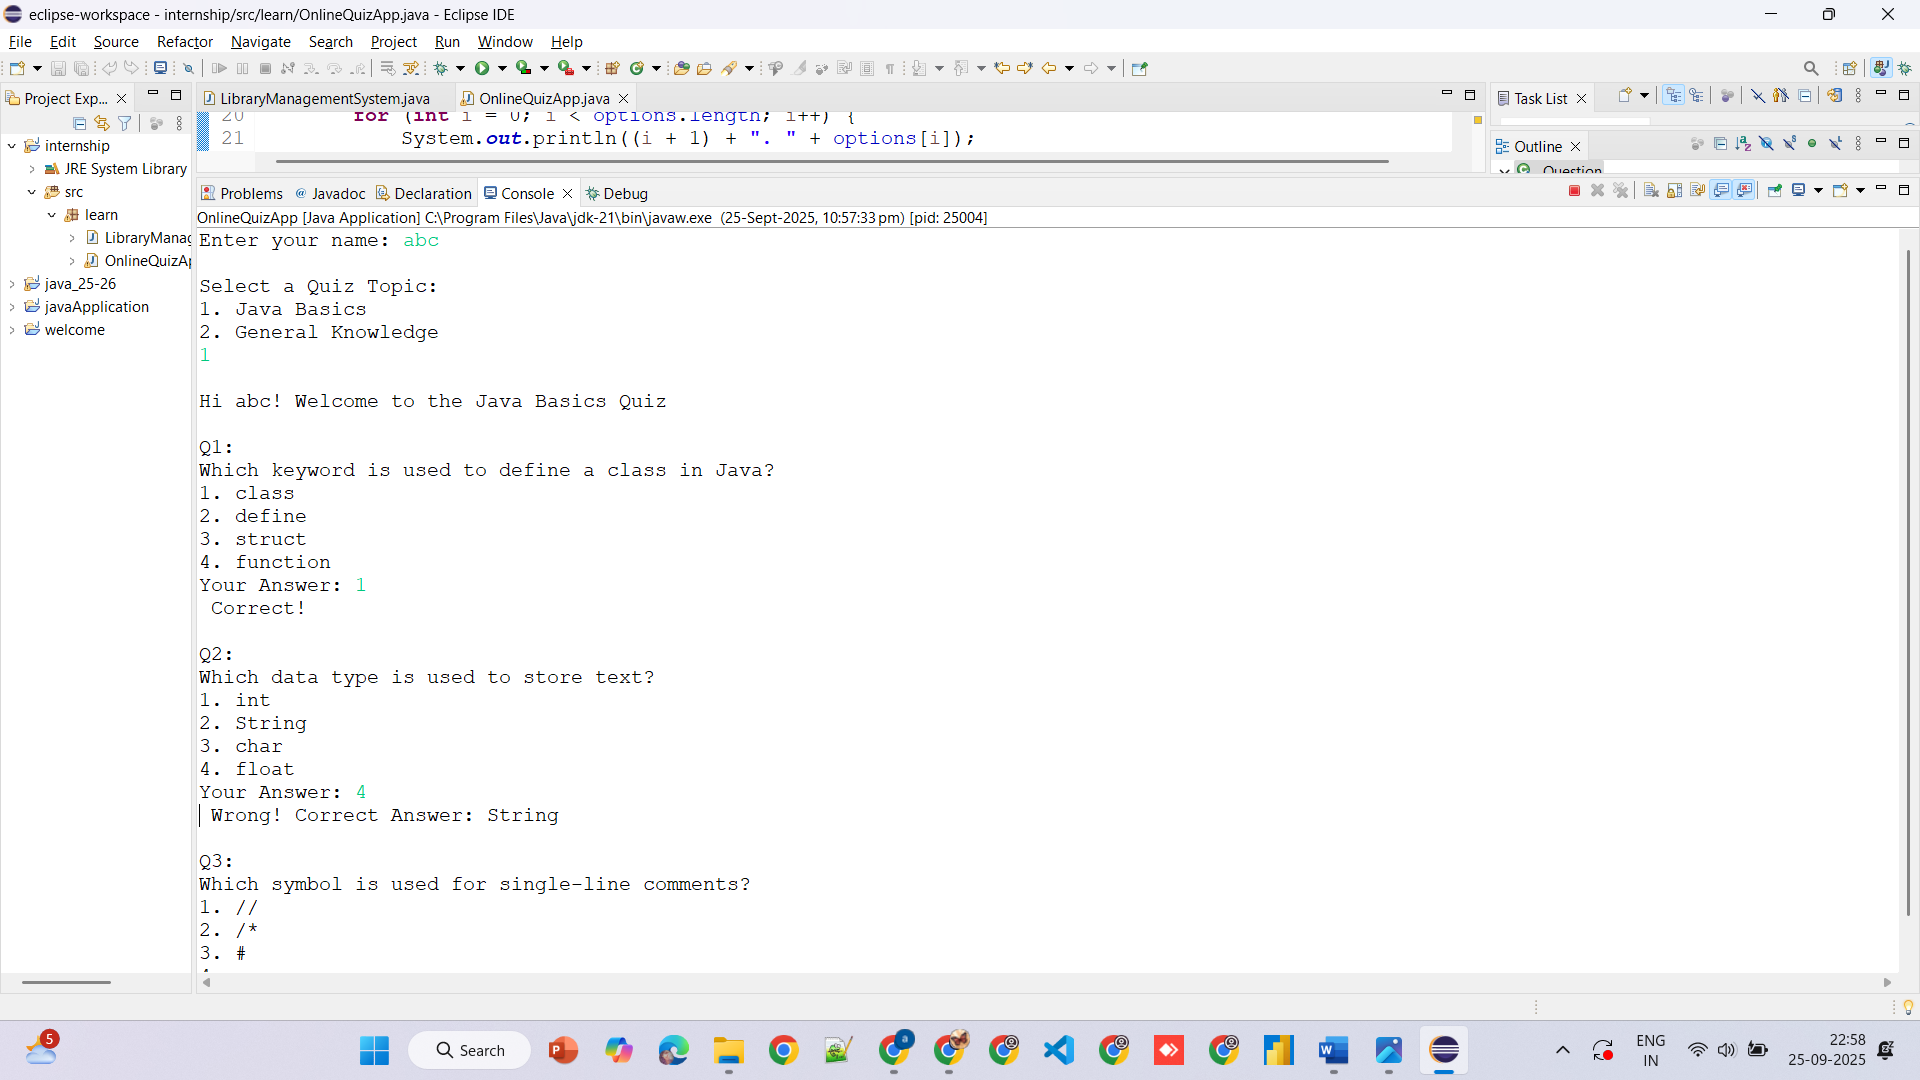 eclipse-workspace - internship/src/learn/OnlineQuizApp.java - Eclipse IDE
File Edit Source Refactor Navigate Search Project Run Window Help
Project Exp...
internship
JRE System Library
src
learn
LibraryManag
OnlineQuizAp
java_25-26
javaApplication
welcome
LibraryManagementSystem.java OnlineQuizApp.java
20 for (int i = 0; i < options.length; i++) {
21 System.out.println((i + 1) + ". " + options[i]);
Task List
Outline
Question
Problems Javadoc Declaration Console Debug
OnlineQuizApp [Java Application] C:\Program Files\Java\jdk-21\bin\javaw.exe (25-Sept-2025, 10:57:33 pm) [pid: 25004]
Enter your name: abc
Select a Quiz Topic:
1. Java Basics
2. General Knowledge
1
Hi abc! Welcome to the Java Basics Quiz
Q1:
Which keyword is used to define a class in Java?
1. class
2. define
3. struct
4. function
Your Answer: 1
Correct!
Q2:
Which data type is used to store text?
1. int
2. String
3. char
4. float
Your Answer: 4
Wrong! Correct Answer: String
Q3:
Which symbol is used for single-line comments?
1. //
2. /*
3. #
5
Search
ENG
IN
22:58
25-09-2025